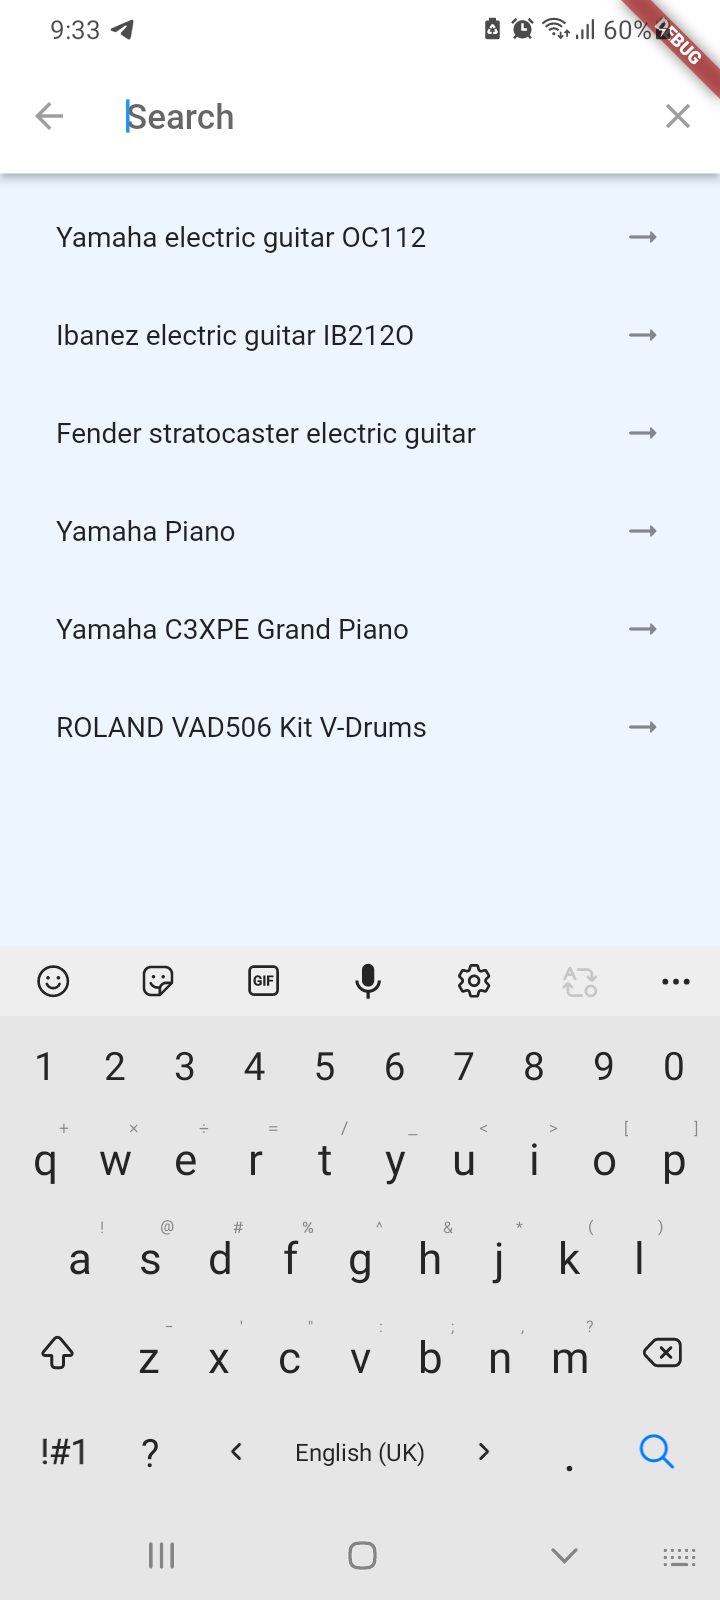 9:33 60%
DEBUG
Search
Yamaha electric guitar OC112
Ibanez electric guitar IB212O
Fender stratocaster electric guitar
Yamaha Piano
Yamaha C3XPE Grand Piano
ROLAND VAD506 Kit V-Drums
GIF
1 2 3 4 5 6 7 8 9 0
+ × ÷ = / _ < > [ ]
q w e r t y u i o p
! @ # % ^ & * ( )
a s d f g h j k l
- ' " : ; , ?
z x c v b n m
!#1 ? < English (UK) > .